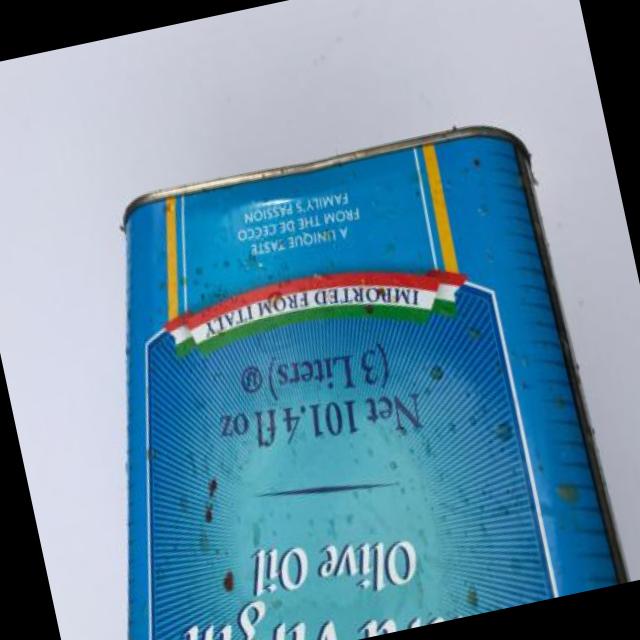 Olive Oil
Net 101.4 fl oz
(3 Liters) Ⓤ
IMPORTED FROM ITALY
A UNIQUE TASTE
FROM THE DE CECCO
FAMILY'S PASSION